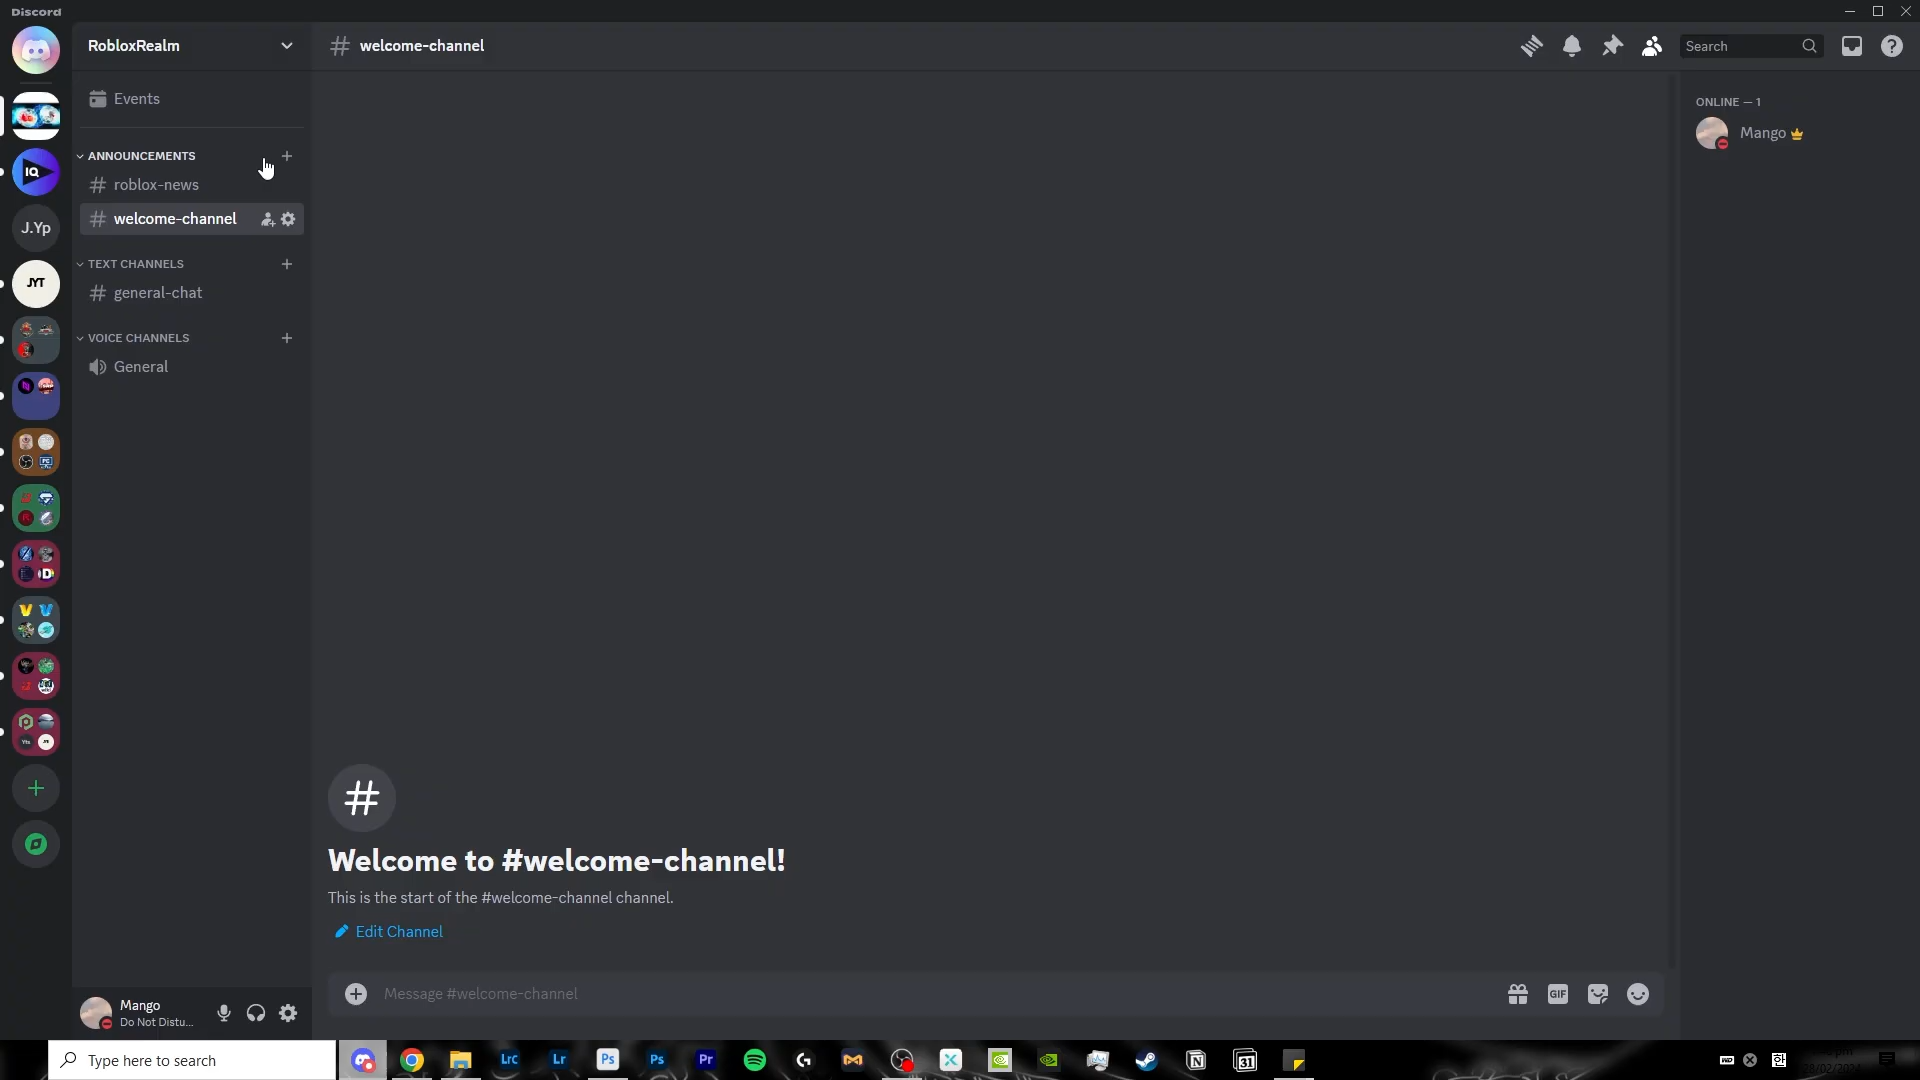 Discord
RobloxRealm
welcome-channel
Search
Events
ONLINE — 1
Mango
ANNOUNCEMENTS
roblox-news
welcome-channel
TEXT CHANNELS
general-chat
VOICE CHANNELS
General
IQ
J.Yp
JYT
Welcome to #welcome-channel!
This is the start of the #welcome-channel channel.
Edit Channel
Message #welcome-channel
GIF
Mango
Do Not Distu...
Type here to search
LrC
Lr
Ps
Ps
Pr
31